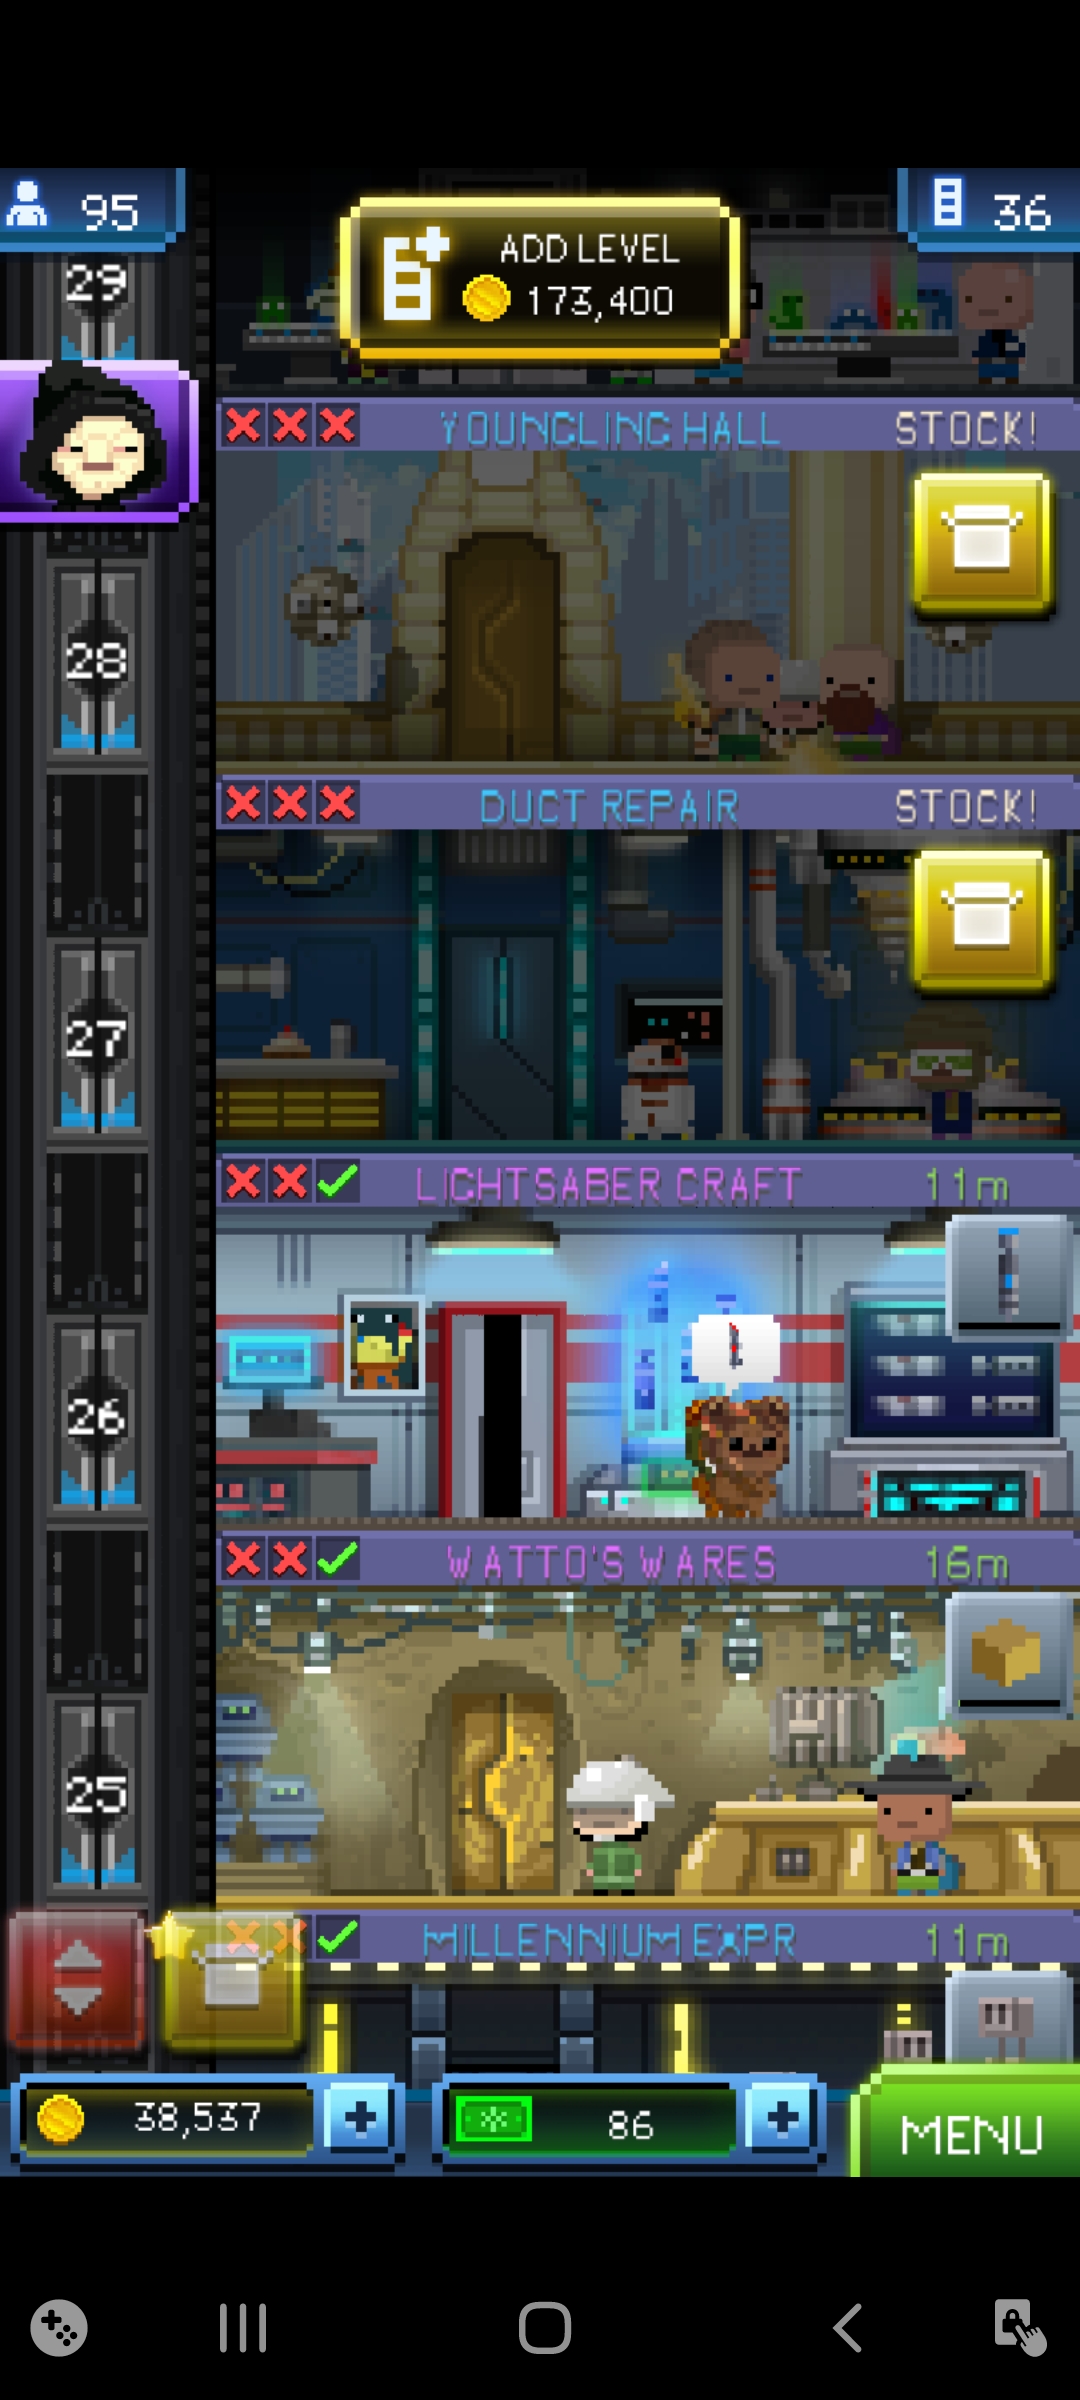 95
ADD LEVEL
173,400
36
29
YOUNGLING HALL
STOCK!
28
DUCT REPAIR
STOCK!
27
LIGHTSABER CRAFT
11m
26
WATTO'S WARES
16m
25
MILLENNIUM EXPR
11m
38,537
86
MENU